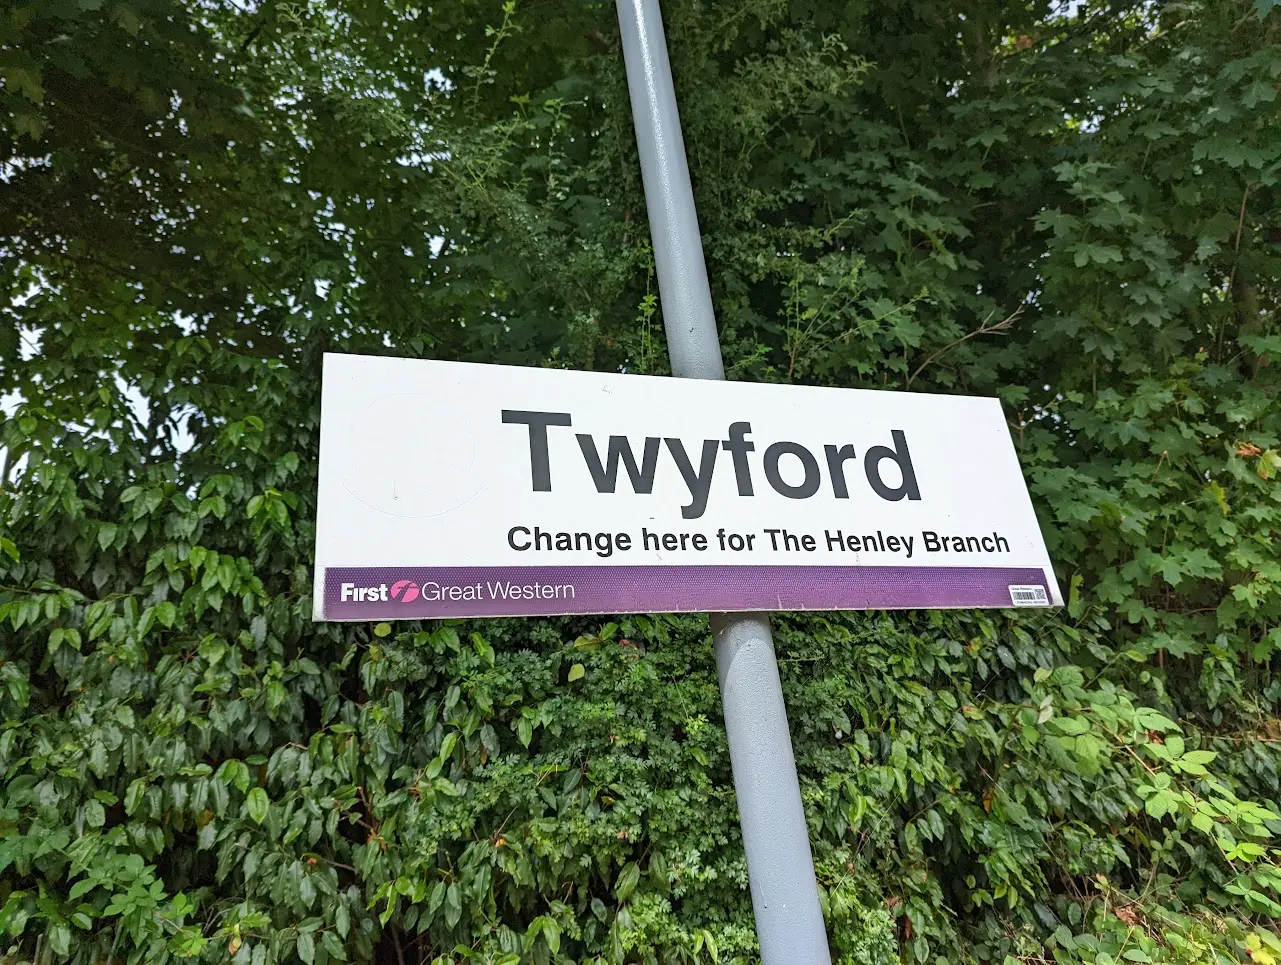 Twyford
Change here for The Henley Branch
First Great Western